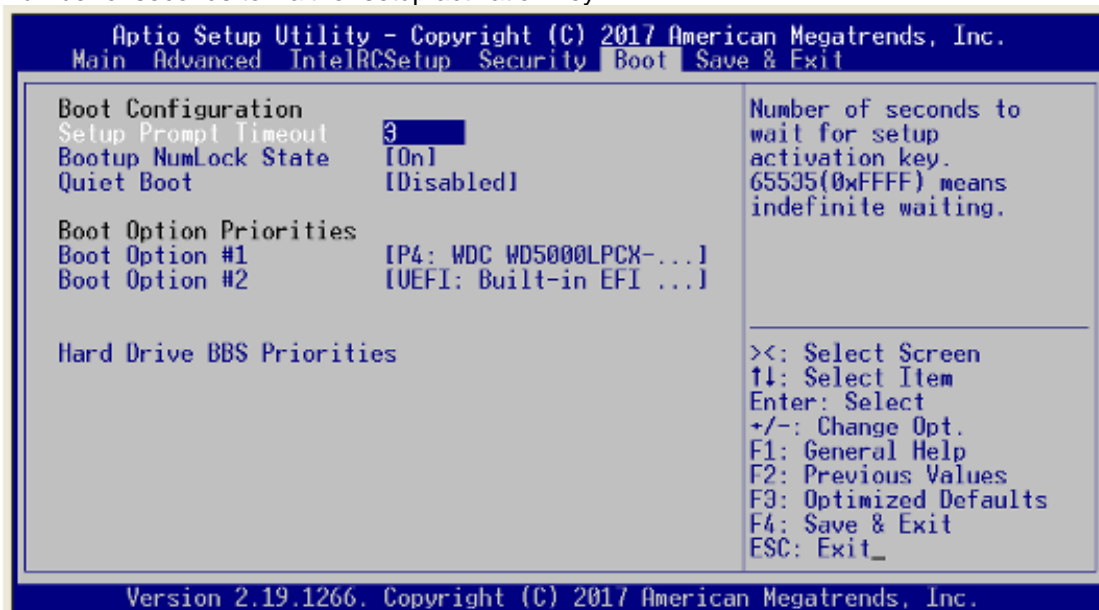 Aptio Setup Utility – Copyright (C) 2017 American Megatrends, Inc.
Main Advanced IntelRCSetup Security Boot Save & Exit
Boot Configuration
Setup Prompt Timeout 3
Bootup NumLock State [On]
Quiet Boot [Disabled]
Boot Option Priorities
Boot Option #1 [P4: WDC WD5000LPCX-...]
Boot Option #2 [UEFI: Built-in EFI ...]
Hard Drive BBS Priorities
Number of seconds to
wait for setup
activation key.
65535(0xFFFF) means
indefinite waiting.
><: Select Screen
↑↓: Select Item
Enter: Select
+/-: Change Opt.
F1: General Help
F2: Previous Values
F3: Optimized Defaults
F4: Save & Exit
ESC: Exit_
Version 2.19.1266. Copyright (C) 2017 American Megatrends, Inc.